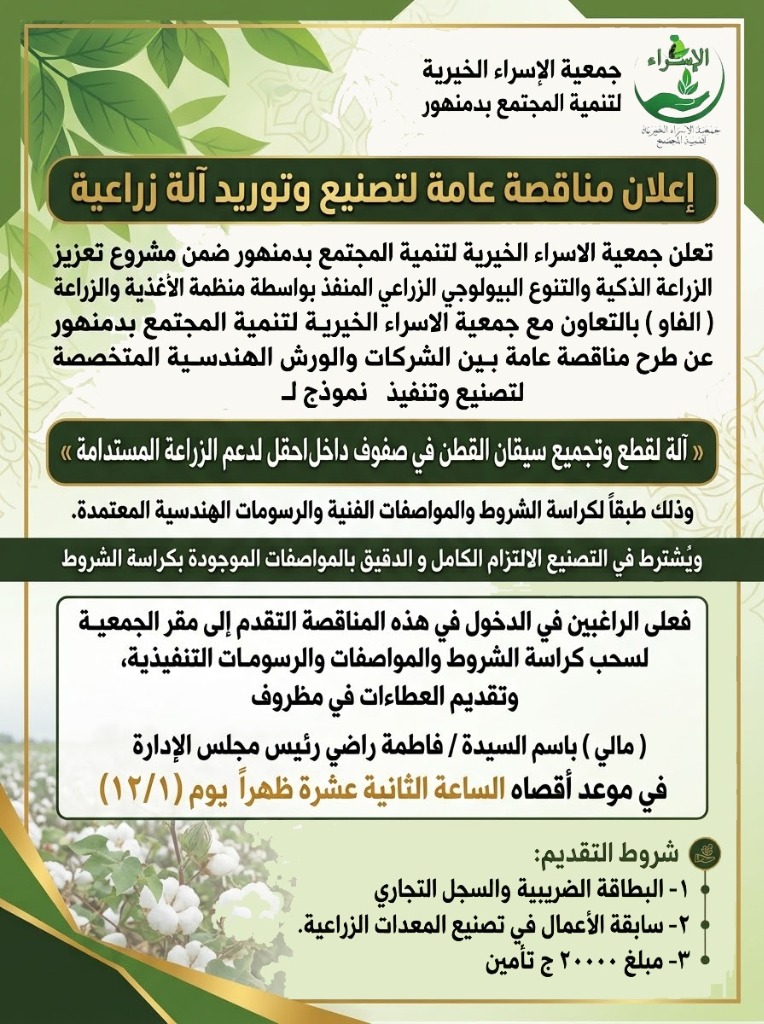 جمعية الإسراء الخيرية
لتنمية المجتمع بدمنهور
الإسراء
جمعية الاسراء الخيرية
لتنمية المجتمع
إعلان مناقصة عامة لتصنيع وتوريد آلة زراعية
تعلن جمعية الاسراء الخيرية لتنمية المجتمع بدمنهور ضمن مشروع تعزيز
الزراعة الذكية والتنوع البيولوجي الزراعي المنفذ بواسطة منظمة الأغذية والزراعة
( الفاو ) بالتعاون مع جمعية الاسراء الخيرية لتنمية المجتمع بدمنهور
عن طرح مناقصة عامة بين الشركات والورش الهندسية المتخصصة
لتصنيع وتنفيذ نموذج لـ
« آلة لقطع وتجميع سيقان القطن في صفوف داخل احقل لدعم الزراعة المستدامة »
وذلك طبقاً لكراسة الشروط والمواصفات الفنية والرسومات الهندسية المعتمدة.
ويُشترط في التصنيع الالتزام الكامل و الدقيق بالمواصفات الموجودة بكراسة الشروط
فعلى الراغبين في الدخول في هذه المناقصة التقدم إلى مقر الجمعية
لسحب كراسة الشروط والمواصفات والرسومات التنفيذية،
وتقديم العطاءات في مظروف
( مالي ) باسم السيدة / فاطمة راضي رئيس مجلس الإدارة
في موعد أقصاه الساعة الثانية عشرة ظهراً يوم (١٢/١)
شروط التقديم:
١- البطاقة الضريبية والسجل التجاري
٢- سابقة الأعمال في تصنيع المعدات الزراعية.
٣- مبلغ ٢٠٠٠٠ ج تأمين